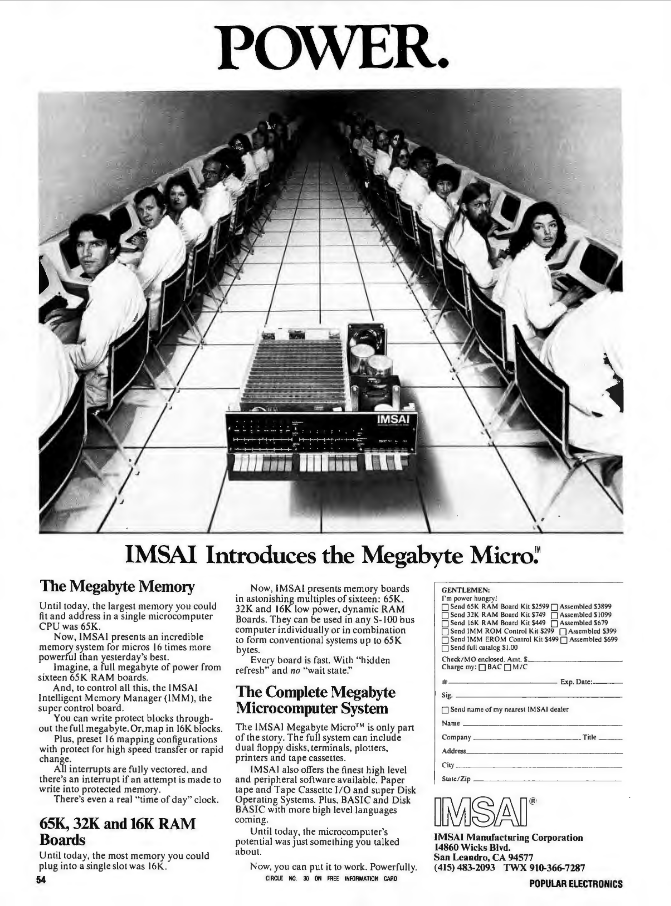 POWER.
IMSAI
IMSAI Introduces the Megabyte Micro.™
The Megabyte Memory
Until today, the largest memory you could
fit and address in a single microcomputer
CPU was 65K.
Now, IMSAI presents an incredible
memory system for micros 16 times more
powerful than yesterday's best.
Imagine, a full megabyte of power from
sixteen 65K RAM boards.
And, to control all this, the IMSAI
Intelligent Memory Manager (IMM), the
super control board.
You can write protect blocks through-
out the full megabyte. Or, map in 16K blocks.
Plus, preset 16 mapping configurations
with protect for high speed transfer or rapid
change.
All interrupts are fully vectored, and
there's an interrupt if an attempt is made to
write into protected memory.
There's even a real "time of day" clock.
65K, 32K and 16K RAM
Boards
Until today, the most memory you could
plug into a single slot was 16K.
Now, IMSAI presents memory boards
in astonishing multiples of sixteen: 65K,
32K and 16K low power, dynamic RAM
Boards. They can be used in any S-100 bus
computer individually or in combination
to form conventional systems up to 65K
bytes.
Every board is fast. With "hidden
refresh" and no "wait state."
The Complete Megabyte
Microcomputer System
The IMSAI Megabyte Micro™ is only part
of the story. The full system can include
dual floppy disks, terminals, plotters,
printers and tape cassettes.
IMSAI also offers the finest high level
and peripheral software available. Paper
tape and Tape Cassette I/O and super Disk
Operating Systems. Plus, BASIC and Disk
BASIC with more high level languages
coming.
Until today, the microcomputer's
potential was just something you talked
about.
Now, you can put it to work. Powerfully.
CIRCLE NO. 30 ON FREE INFORMATION CARD
GENTLEMEN:
I'm power hungry!
Send 65K RAM Board Kit $2599 Assembled $3899
Send 32K RAM Board Kit $749 Assembled $1099
Send 16K RAM Board Kit $449 Assembled $679
Send IMM ROM Control Kit $299 Assembled $399
Send IMM EROM Control Kit $499 Assembled $699
Send full catalog $1.00
Check/MO enclosed. Amt. $
Charge my: BAC M/C
# Exp. Date:
Sig.
Send name of my nearest IMSAI dealer
Name
Company Title
Address
City
State/Zip
IMSAI®
IMSAI Manufacturing Corporation
14860 Wicks Blvd.
San Leandro, CA 94577
(415) 483-2093 TWX 910-366-7287
54
POPULAR ELECTRONICS